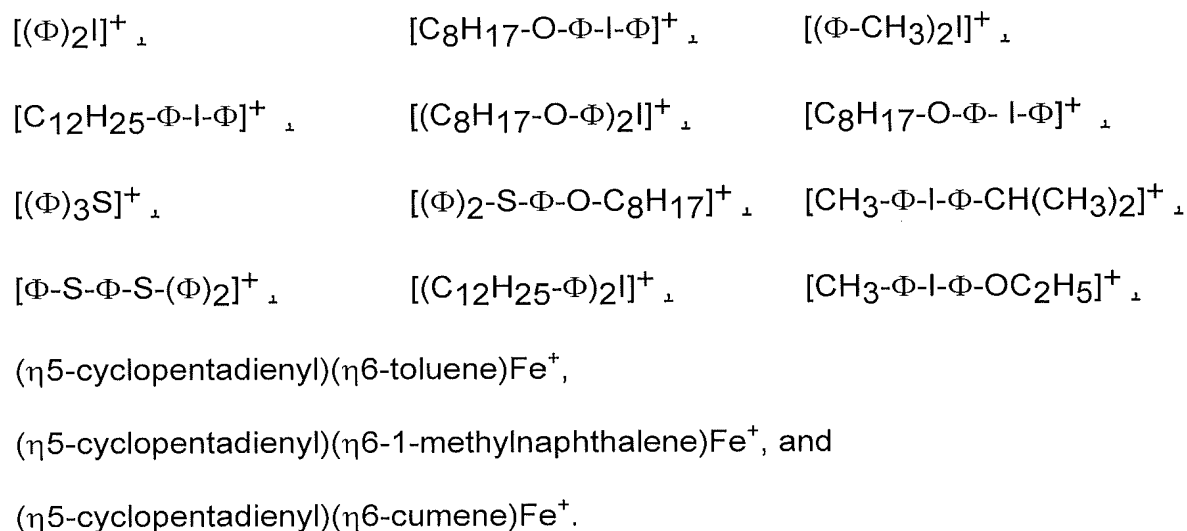 [(Φ)2I]+ , [C8H17-O-Φ-I-Φ]+ , [(Φ-CH3)2I]+ ,
[C12H25-Φ-I-Φ]+ , [(C8H17-O-Φ)2I]+ , [C8H17-O-Φ- I-Φ]+ ,
[(Φ)3S]+ , [(Φ)2-S-Φ-O-C8H17]+ , [CH3-Φ-I-Φ-CH(CH3)2]+ ,
[Φ-S-Φ-S-(Φ)2]+ , [(C12H25-Φ)2I]+ , [CH3-Φ-I-Φ-OC2H5]+ ,
(η5-cyclopentadienyl)(η6-toluene)Fe+,
(η5-cyclopentadienyl)(η6-1-methylnaphthalene)Fe+, and
(η5-cyclopentadienyl)(η6-cumene)Fe+.